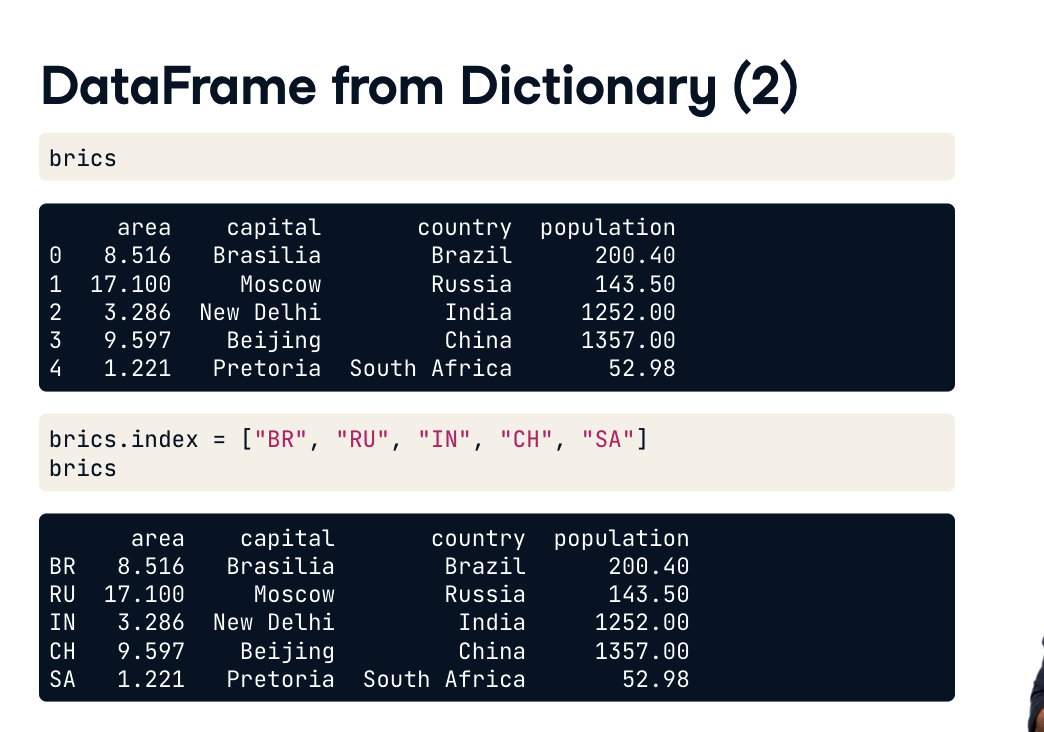 DataFrame from Dictionary (2)
brics
area capital country population
0 8.516 Brasilia Brazil 200.40
1 17.100 Moscow Russia 143.50
2 3.286 New Delhi India 1252.00
3 9.597 Beijing China 1357.00
4 1.221 Pretoria South Africa 52.98
brics.index = ["BR", "RU", "IN", "CH", "SA"]
brics
area capital country population
BR 8.516 Brasilia Brazil 200.40
RU 17.100 Moscow Russia 143.50
IN 3.286 New Delhi India 1252.00
CH 9.597 Beijing China 1357.00
SA 1.221 Pretoria South Africa 52.98